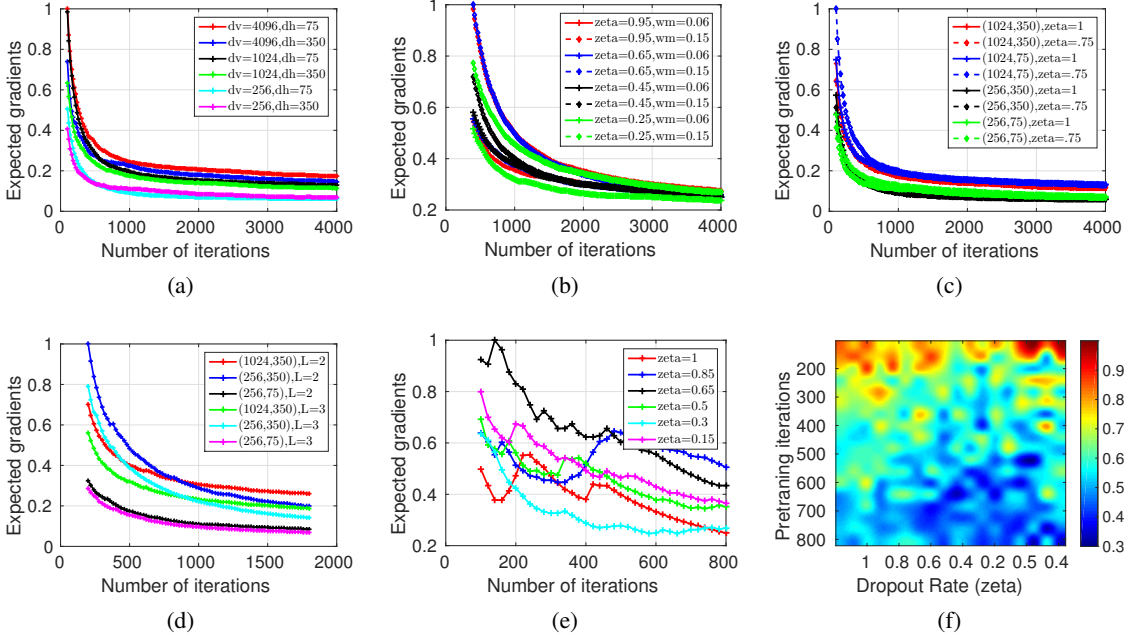 1
0.8
0.6
0.4
0.2
0
0 1000 2000 3000 4000
Expected gradients
Number of iterations
dv=4096,dh=75
dv=4096,dh=350
dv=1024,dh=75
dv=1024,dh=350
dv=256,dh=75
dv=256,dh=350
(a)
1
0.8
0.6
0.4
0.2
0 1000 2000 3000 4000
Expected gradients
Number of iterations
zeta=0.95,wm=0.06
zeta=0.95,wm=0.15
zeta=0.65,wm=0.06
zeta=0.65,wm=0.15
zeta=0.45,wm=0.06
zeta=0.45,wm=0.15
zeta=0.25,wm=0.06
zeta=0.25,wm=0.15
(b)
1
0.8
0.6
0.4
0.2
0
0 1000 2000 3000 4000
Expected gradients
Number of iterations
(1024,350),zeta=1
(1024,350),zeta=.75
(1024,75),zeta=1
(1024,75),zeta=.75
(256,350),zeta=1
(256,350),zeta=.75
(256,75),zeta=1
(256,75),zeta=.75
(c)
1
0.8
0.6
0.4
0.2
0
0 500 1000 1500 2000
Expected gradients
Number of iterations
(1024,350),L=2
(256,350),L=2
(256,75),L=2
(1024,350),L=3
(256,350),L=3
(256,75),L=3
(d)
1
0.8
0.6
0.4
0.2
0 200 400 600 800
Expected gradients
Number of iterations
zeta=1
zeta=0.85
zeta=0.65
zeta=0.5
zeta=0.3
zeta=0.15
(e)
200
300
400
500
600
700
800
Pretraning iterations
1 0.8 0.6 0.4 0.2 0.5 0.4
Dropout Rate (zeta)
0.9
0.8
0.7
0.6
0.5
0.4
0.3
(f)